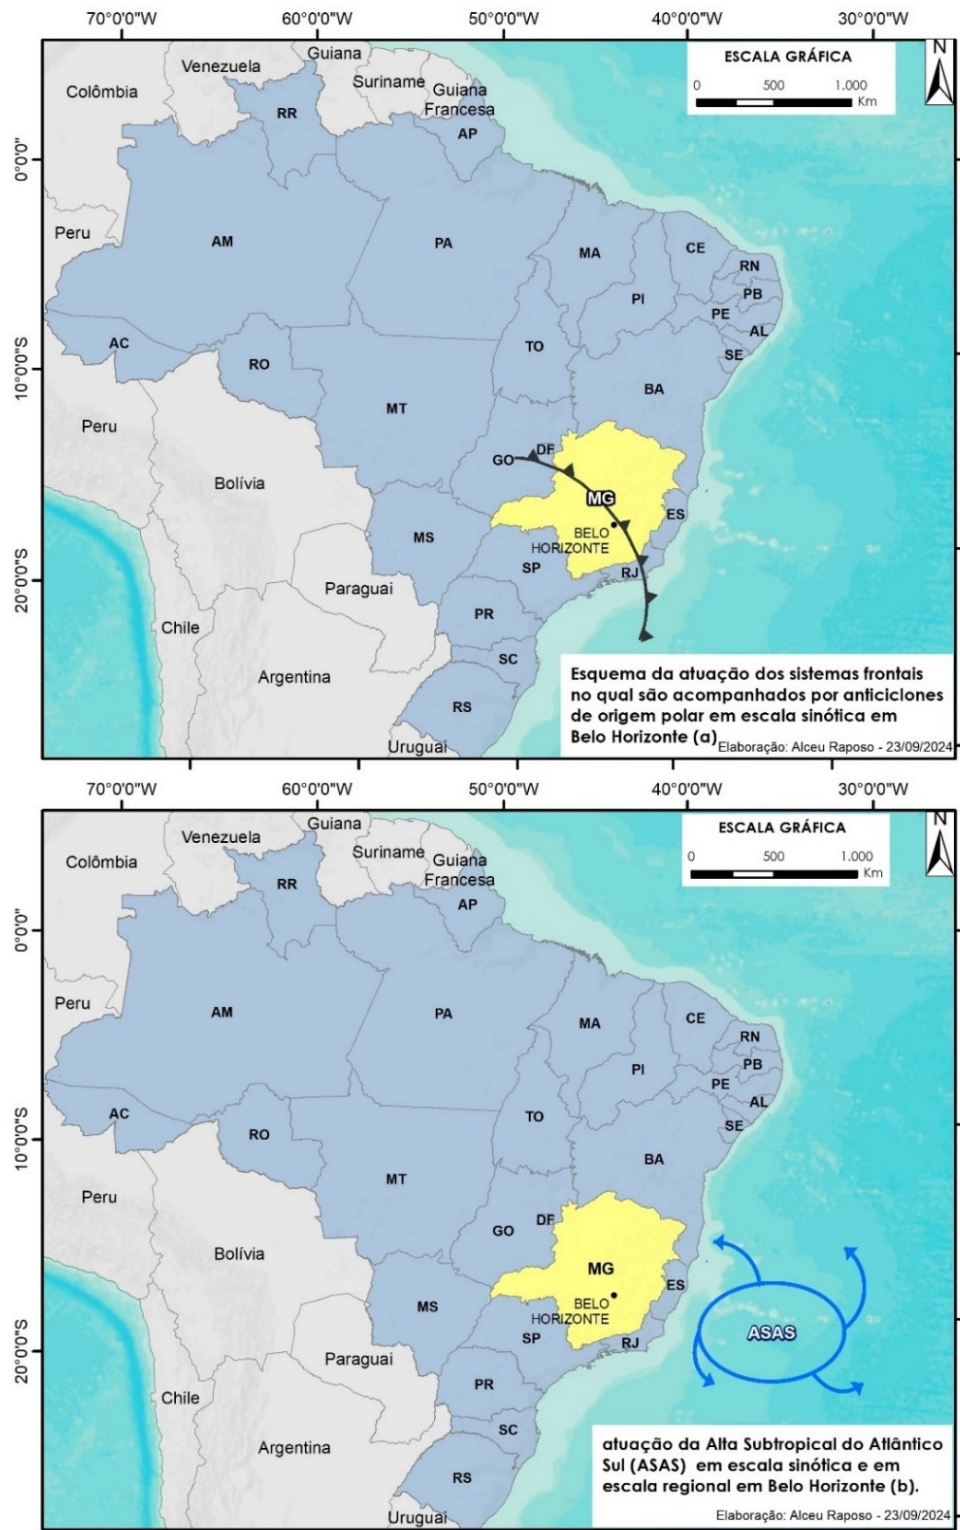 70°0'0"W 60°0'0"W 50°0'0"W 40°0'0"W 30°0'0"W
ESCALA GRÁFICA
0 500 1.000
Km
N
Guiana
Venezuela
Suriname
Colômbia
Guiana
Francesa
RR
AP
0°0'0"
Peru
AM
PA
MA
CE
RN
PI
PB
PE
AL
AC
TO
SE
RO
10°0'0"S
BA
MT
Peru
GO
DF
Bolívia
MG
ES
BELO
HORIZONTE
MS
SP
RJ
20°0'0"S
Paraguai
PR
Chile
SC
Argentina
RS
Uruguai
Esquema da atuação dos sistemas frontais
no qual são acompanhados por anticiclones
de origem polar em escala sinótica em
Belo Horizonte (a)
Elaboração: Alceu Raposo - 23/09/2024
70°0'0"W 60°0'0"W 50°0'0"W 40°0'0"W 30°0'0"W
ESCALA GRÁFICA
0 500 1.000
Km
N
Guiana
Venezuela
Suriname
Colômbia
Guiana
Francesa
RR
AP
0°0'0"
Peru
AM
PA
MA
CE
RN
PI
PB
PE
AL
AC
TO
SE
RO
10°0'0"S
BA
MT
Peru
GO
DF
Bolívia
MG
ES
BELO
HORIZONTE
MS
SP
RJ
ASAS
20°0'0"S
Paraguai
PR
Chile
SC
Argentina
RS
Uruguai
atuação da Alta Subtropical do Atlântico
Sul (ASAS) em escala sinótica e em
escala regional em Belo Horizonte (b).
Elaboração: Alceu Raposo - 23/09/2024